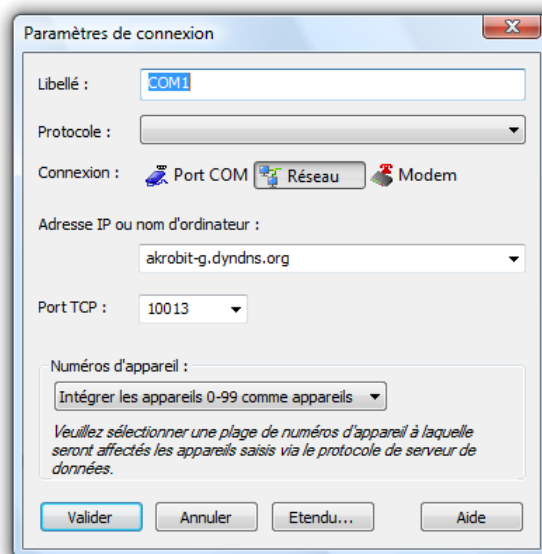 Paramètres de connexion
Libellé : COM1
Protocole :
Connexion : Port COM Réseau Modem
Adresse IP ou nom d'ordinateur :
akrobit-g.dyndns.org
Port TCP : 10013
Numéros d'appareil :
Intégrer les appareils 0-99 comme appareils
Veuillez sélectionner une plage de numéros d'appareil à laquelle
seront affectés les appareils saisis via le protocole de serveur de
données.
Valider Annuler Etendu... Aide